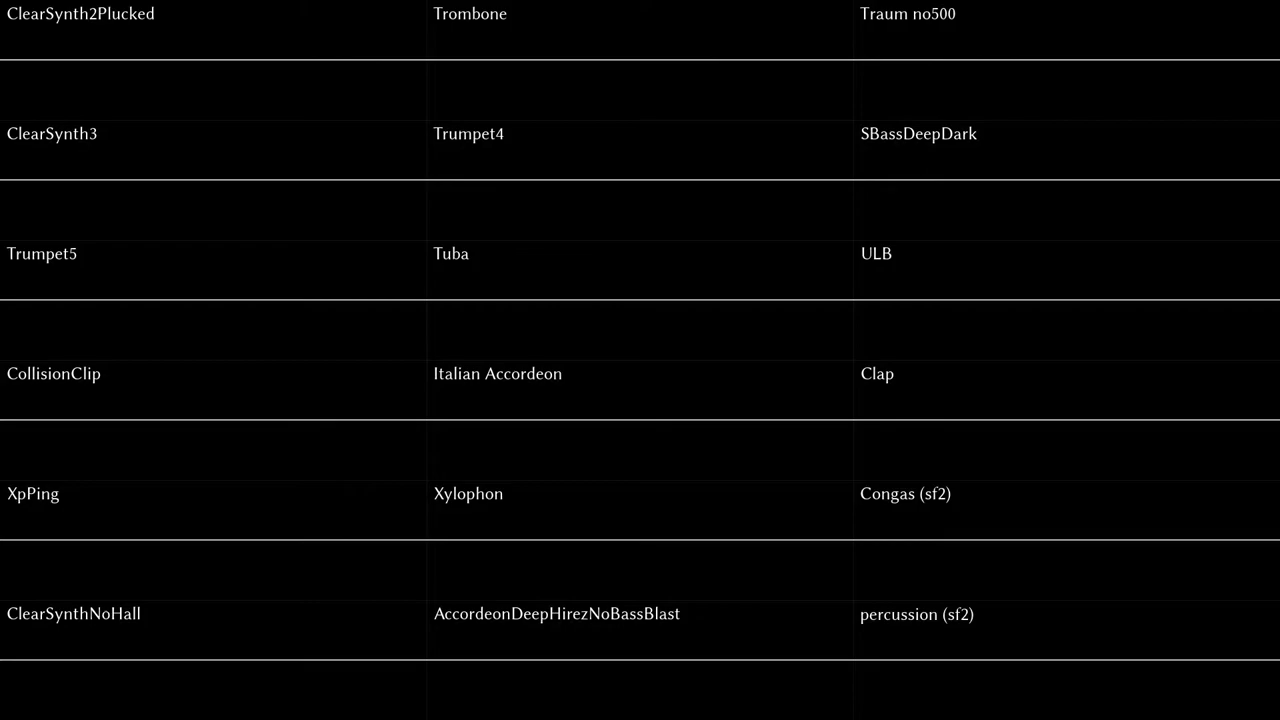 ClearSynth2Plucked Trombone Traum no500
ClearSynth3 Trumpet4 SBassDeepDark
Trumpet5 Tuba ULB
CollisionClip Italian Accordeon Clap
XpPing Xylophon Congas (sf2)
ClearSynthNoHall AccordeonDeepHirezNoBassBlast percussion (sf2)